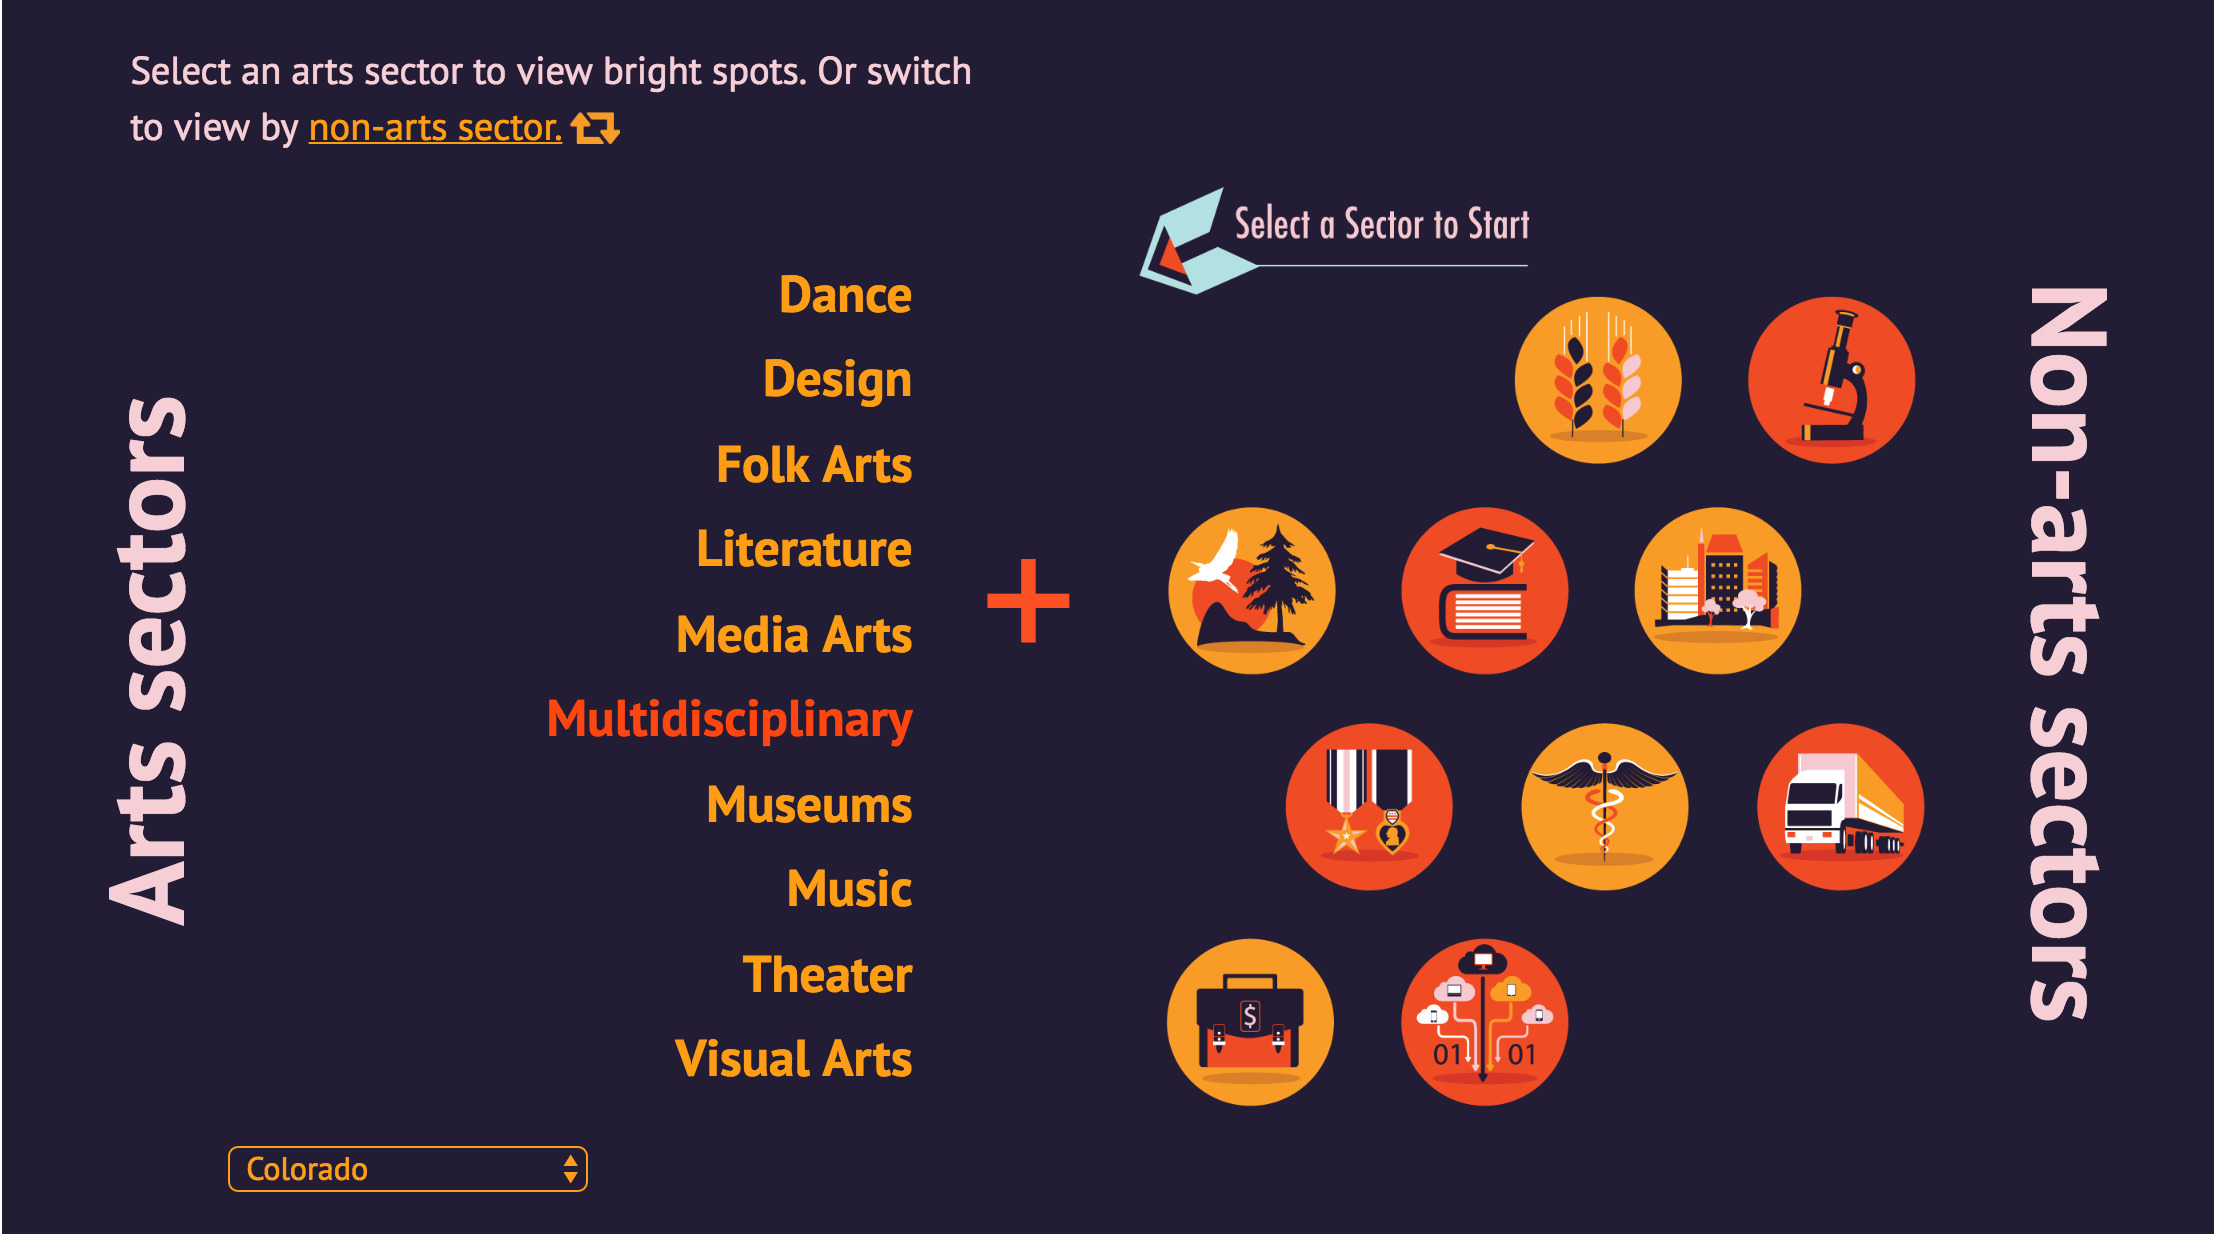 Select an arts sector to view bright spots. Or switch
to view by non-arts sector.
Select a Sector to Start
Arts sectors
Dance
Design
Folk Arts
Literature
Media Arts
Multidisciplinary
Museums
Music
Theater
Visual Arts
+
$
01 01
Non-arts sectors
Colorado